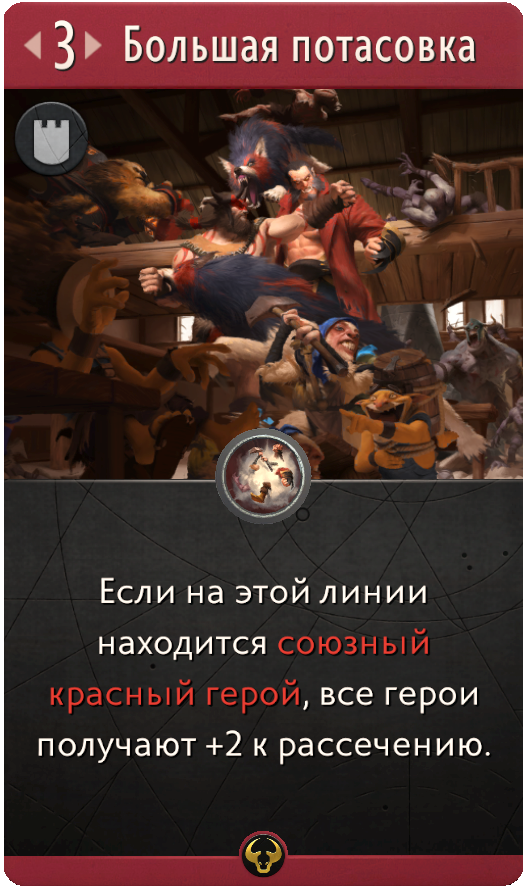 3 Большая потасовка
Если на этой линии
находится союзный
красный герой, все герои
получают +2 к рассечению.